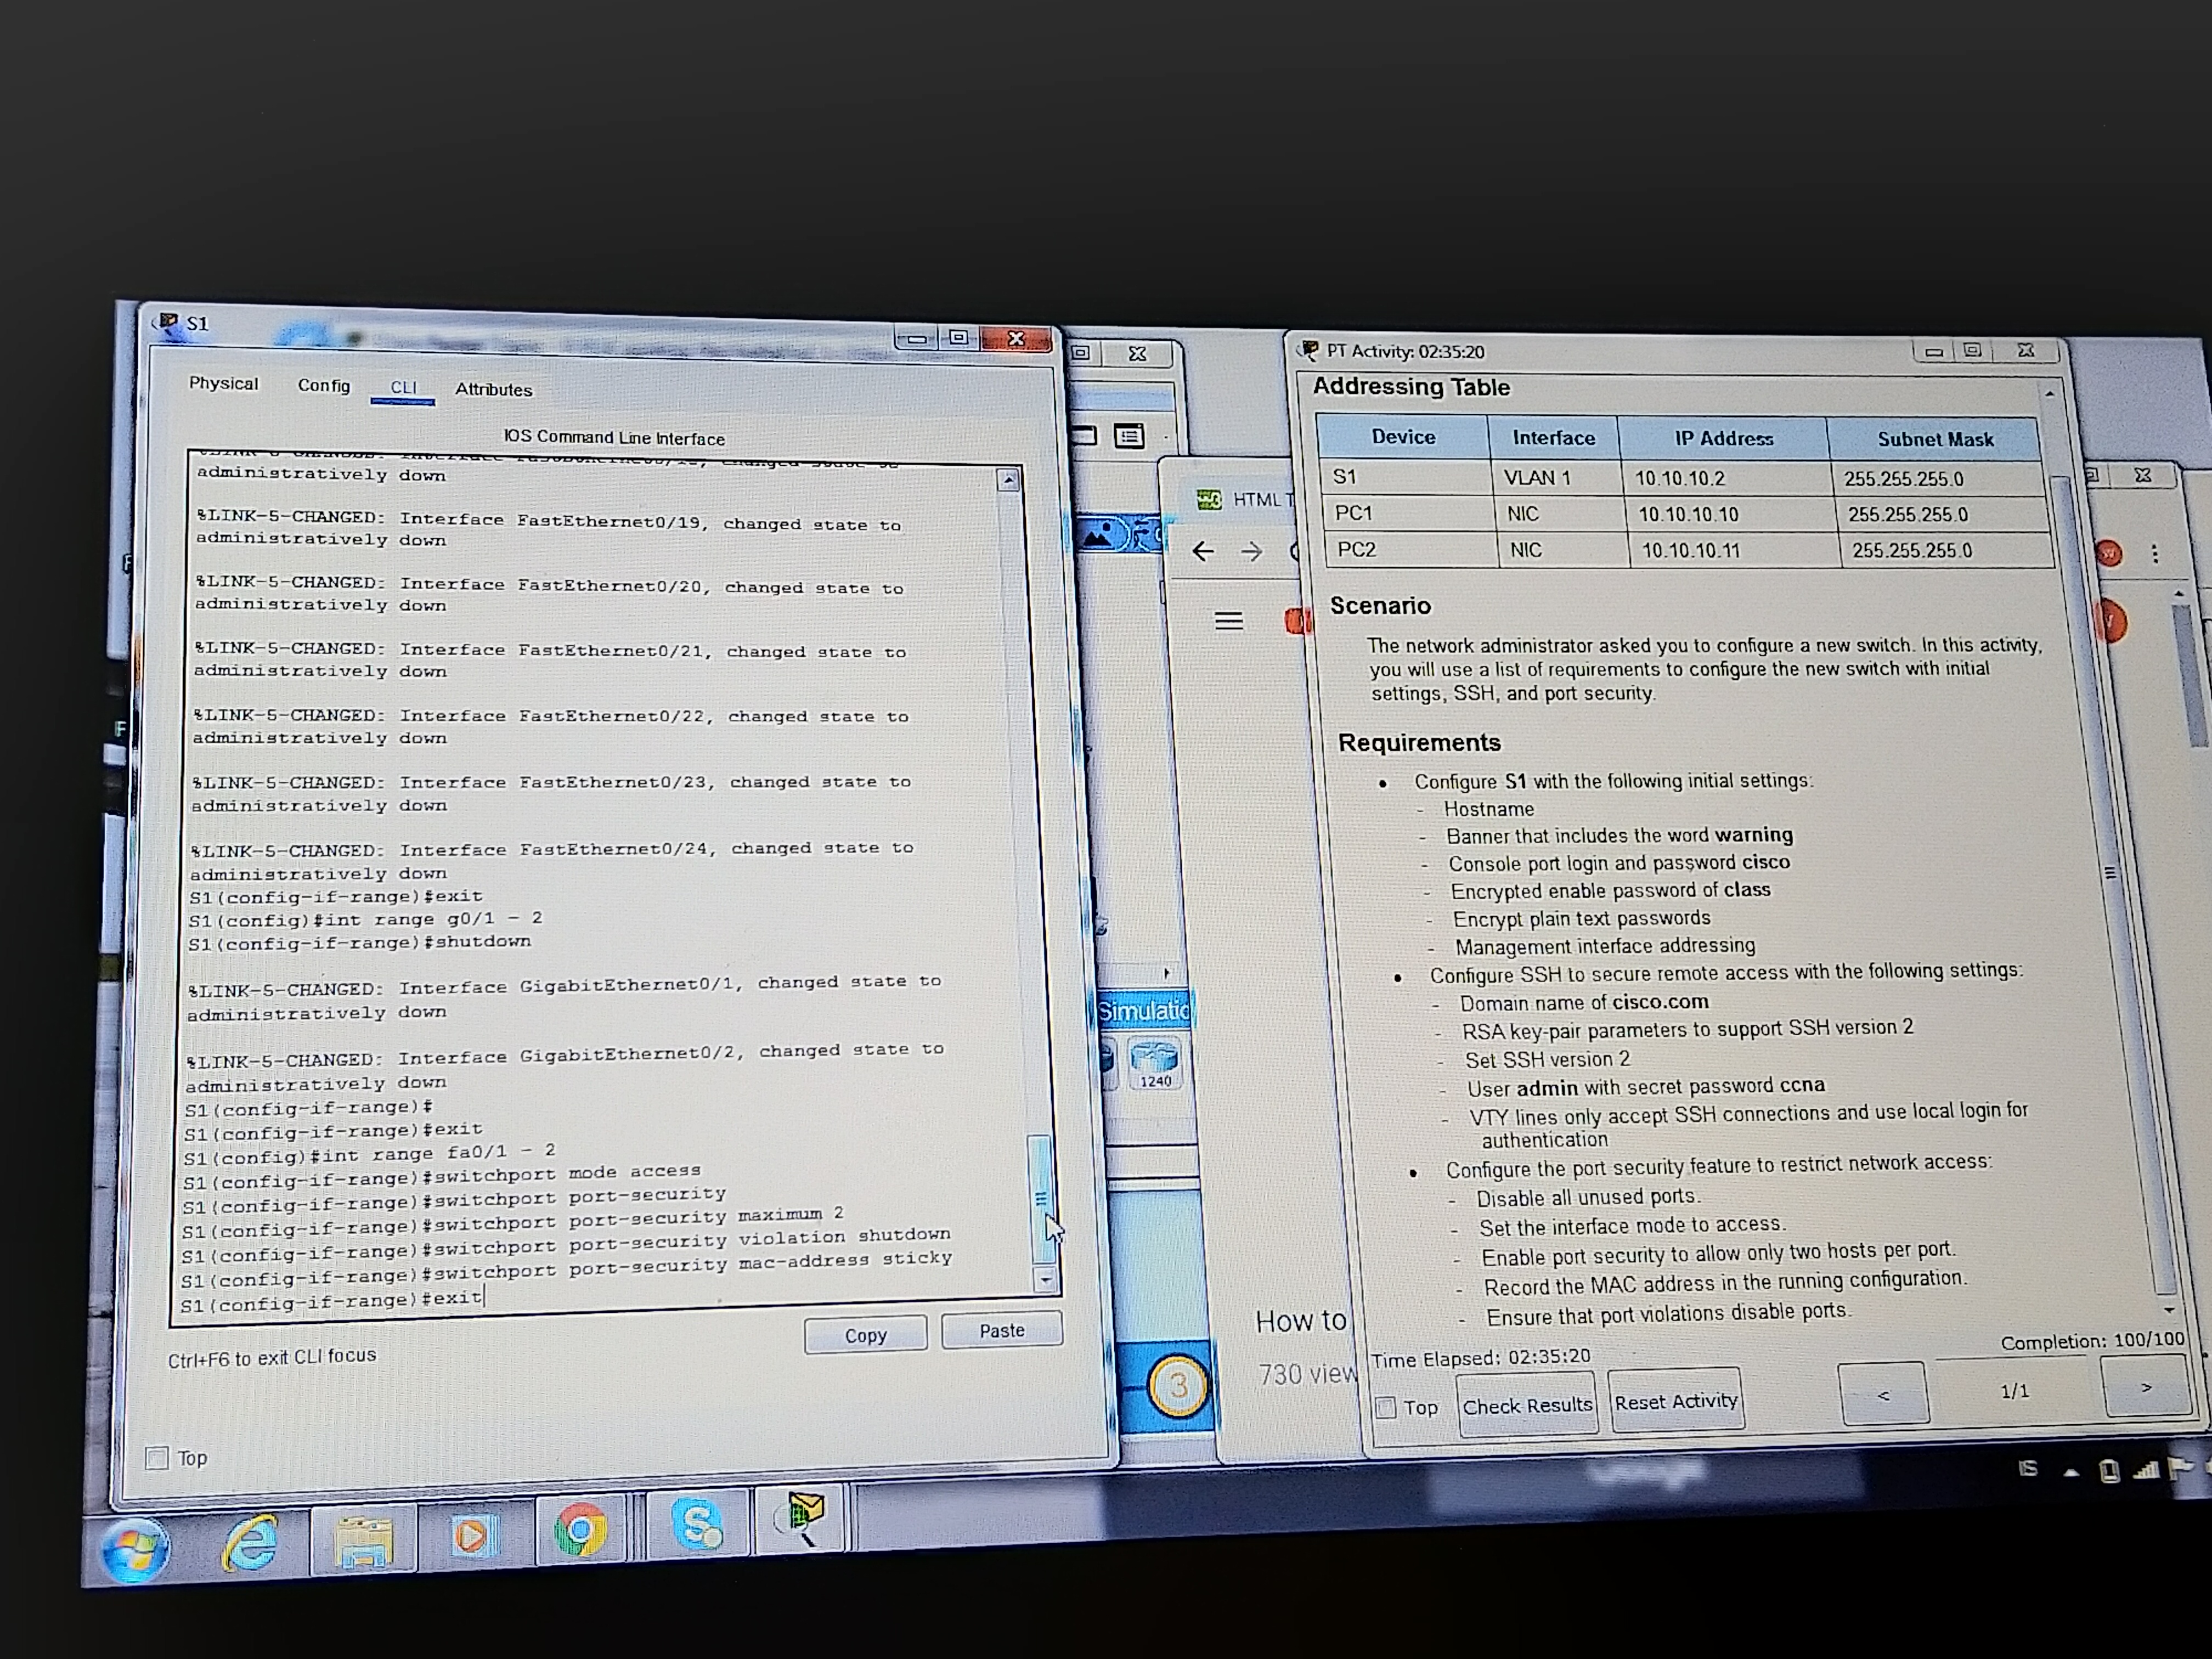 S1
Physical Config CLI Attributes
IOS Command Line Interface
administratively down
%LINK-5-CHANGED: Interface FastEthernet0/19, changed state to
administratively down
%LINK-5-CHANGED: Interface FastEthernet0/20, changed state to
administratively down
%LINK-5-CHANGED: Interface FastEthernet0/21, changed state to
administratively down
%LINK-5-CHANGED: Interface FastEthernet0/22, changed state to
administratively down
%LINK-5-CHANGED: Interface FastEthernet0/23, changed state to
administratively down
%LINK-5-CHANGED: Interface FastEthernet0/24, changed state to
administratively down
S1(config-if-range)#exit
S1(config)#int range g0/1 - 2
S1(config-if-range)#shutdown
%LINK-5-CHANGED: Interface GigabitEthernet0/1, changed state to
administratively down
%LINK-5-CHANGED: Interface GigabitEthernet0/2, changed state to
administratively down
S1(config-if-range)#
S1(config-if-range)#exit
S1(config)#int range fa0/1 - 2
S1(config-if-range)#switchport mode access
S1(config-if-range)#switchport port-security
S1(config-if-range)#switchport port-security maximum 2
S1(config-if-range)#switchport port-security violation shutdown
S1(config-if-range)#switchport port-security mac-address sticky
S1(config-if-range)#exit
Copy Paste
Ctrl+F6 to exit CLI focus
Top
Simulatio
1240
3
HTML T
How to
730 view
PT Activity: 02:35:20
Addressing Table
Device Interface IP Address Subnet Mask
S1 VLAN 1 10.10.10.2 255.255.255.0
PC1 NIC 10.10.10.10 255.255.255.0
PC2 NIC 10.10.10.11 255.255.255.0
Scenario
The network administrator asked you to configure a new switch. In this activity,
you will use a list of requirements to configure the new switch with initial
settings, SSH, and port security.
Requirements
• Configure S1 with the following initial settings:
- Hostname
- Banner that includes the word warning
- Console port login and password cisco
- Encrypted enable password of class
- Encrypt plain text passwords
- Management interface addressing
• Configure SSH to secure remote access with the following settings:
- Domain name of cisco.com
- RSA key-pair parameters to support SSH version 2
- Set SSH version 2
- User admin with secret password ccna
- VTY lines only accept SSH connections and use local login for
authentication
• Configure the port security feature to restrict network access:
- Disable all unused ports.
- Set the interface mode to access.
- Enable port security to allow only two hosts per port.
- Record the MAC address in the running configuration.
- Ensure that port violations disable ports.
Completion: 100/100
Time Elapsed: 02:35:20
Top Check Results Reset Activity < 1/1 >
IS